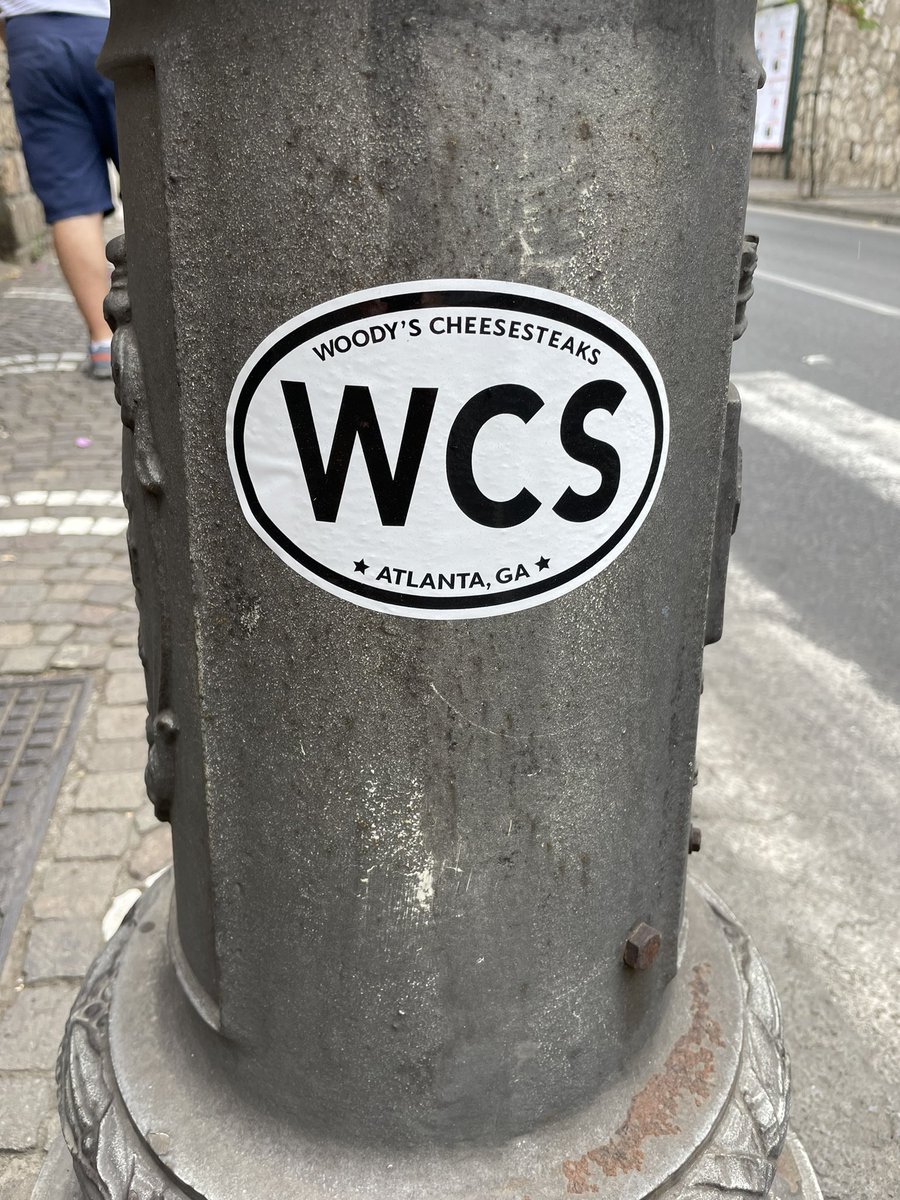 WOODY'S CHEESESTEAKS
WCS
★ ATLANTA, GA ★